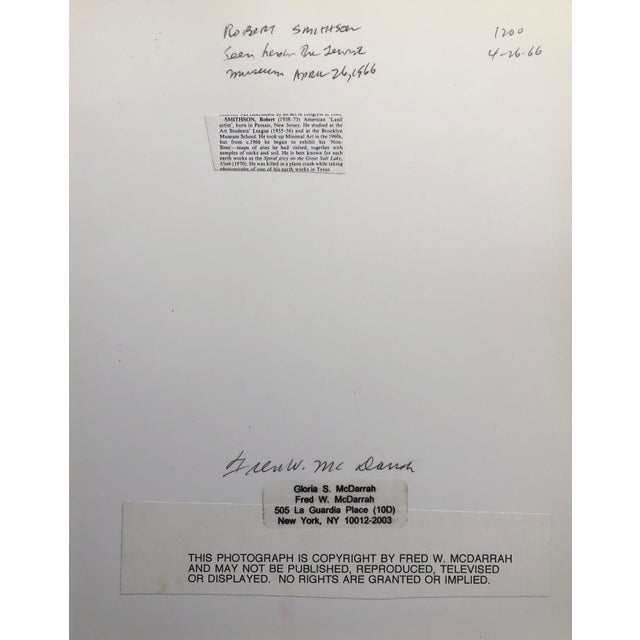 ROBERT SMITHSON 1200
Seen here in the Jewish 4-26-66
museum APRIL 26, 1966
SMITHSON, Robert (1938-73) American 'Land
artist', born in Passaic, New Jersey. He studied at the
Art Students' League (1955-56) and at the Brooklyn
Museum School. He took up Minimal Art in the 1960s,
but from c.1966 he began to exhibit his 'Non-
Sites'—maps of sites he had visited, together with
samples of rocks and soil. He is best known for such
earth works as the Spiral jetty on the Great Salt Lake,
Utah (1970). He was killed in a plane crash while taking
photographs of one of his earth works in Texas.
Fred W. McDarrah
Gloria S. McDarrah
Fred W. McDarrah
505 La Guardia Place (10D)
New York, NY 10012-2003
THIS PHOTOGRAPH IS COPYRIGHT BY FRED W. MCDARRAH
AND MAY NOT BE PUBLISHED, REPRODUCED, TELEVISED
OR DISPLAYED. NO RIGHTS ARE GRANTED OR IMPLIED.